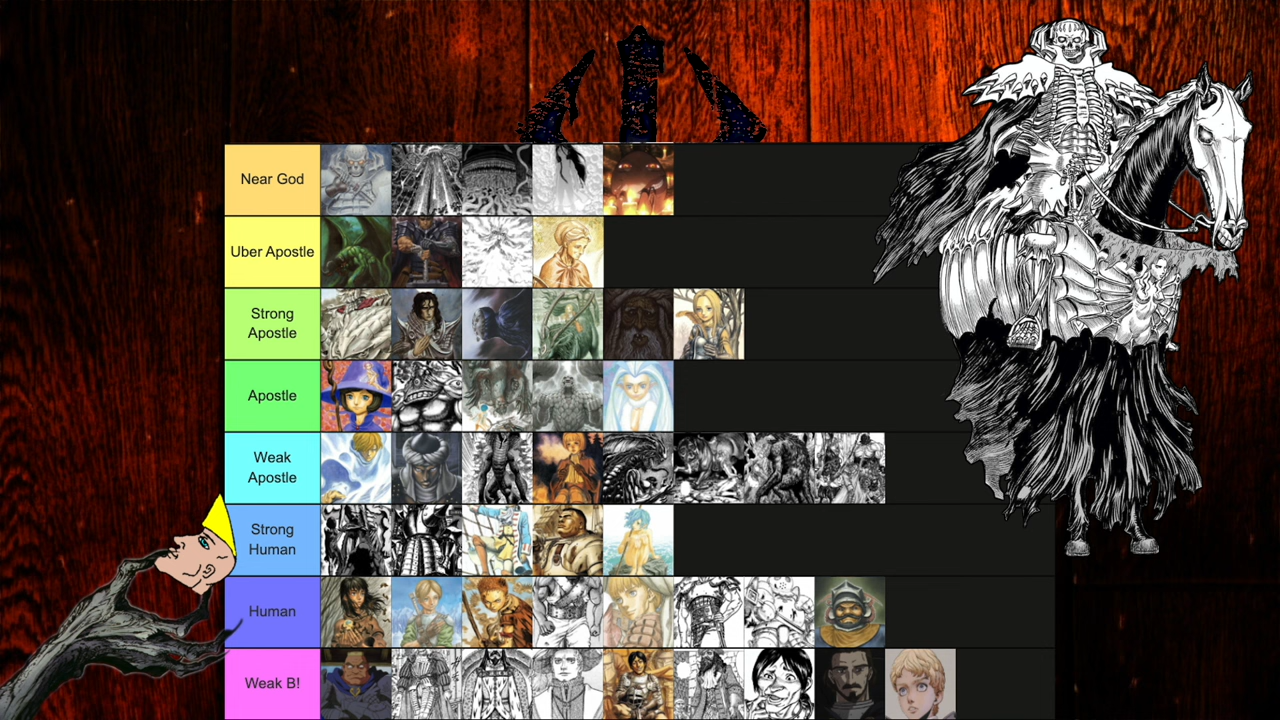 Near God
Uber Apostle
Strong
Apostle
Apostle
Weak
Apostle
Strong
Human
Human
Weak B!